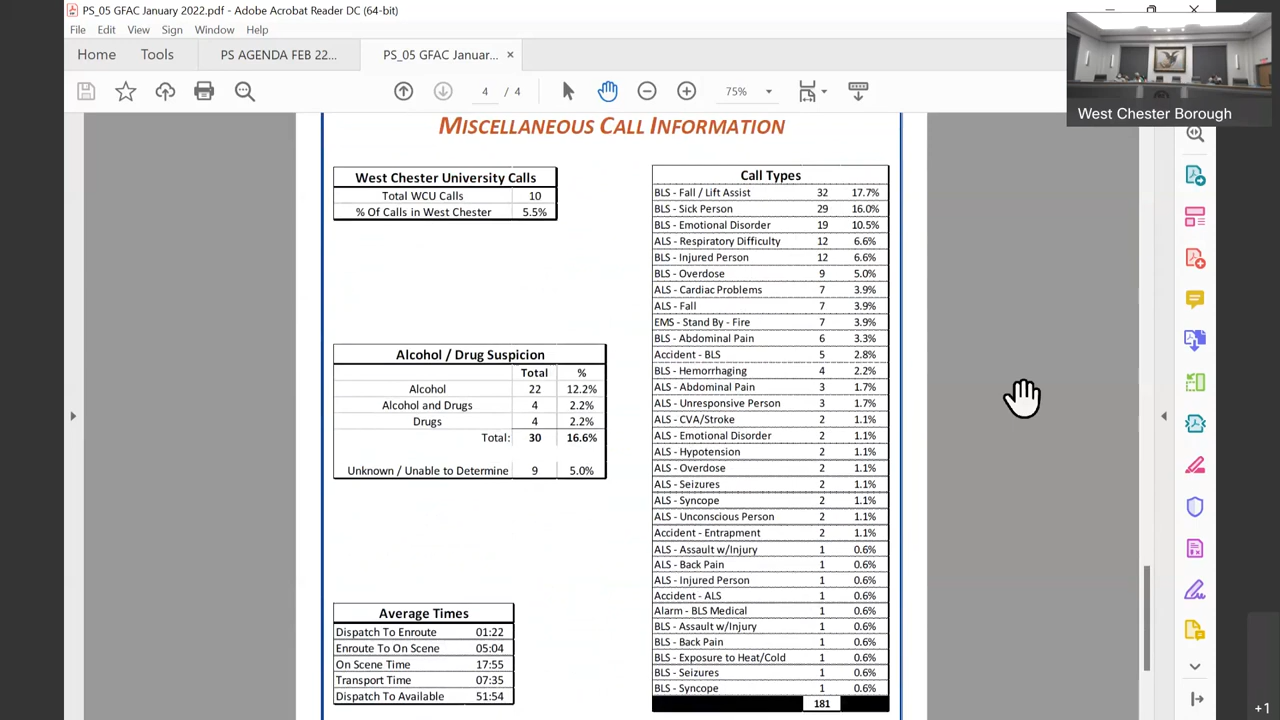 PS_05 GFAC January 2022.pdf - Adobe Acrobat Reader DC (64-bit)
File Edit View Sign Window Help
Home Tools PS AGENDA FEB 22... PS_05 GFAC Januar... ×
4 / 4 75%
West Chester Borough
MISCELLANEOUS CALL INFORMATION
West Chester University Calls
Total WCU Calls 10
% Of Calls in West Chester 5.5%
Alcohol / Drug Suspicion
Total %
Alcohol 22 12.2%
Alcohol and Drugs 4 2.2%
Drugs 4 2.2%
Total: 30 16.6%
Unknown / Unable to Determine 9 5.0%
Average Times
Dispatch To Enroute 01:22
Enroute To On Scene 05:04
On Scene Time 17:55
Transport Time 07:35
Dispatch To Available 51:54
Call Types
BLS - Fall / Lift Assist 32 17.7%
BLS - Sick Person 29 16.0%
BLS - Emotional Disorder 19 10.5%
ALS - Respiratory Difficulty 12 6.6%
BLS - Injured Person 12 6.6%
BLS - Overdose 9 5.0%
ALS - Cardiac Problems 7 3.9%
ALS - Fall 7 3.9%
EMS - Stand By - Fire 7 3.9%
BLS - Abdominal Pain 6 3.3%
Accident - BLS 5 2.8%
BLS - Hemorrhaging 4 2.2%
ALS - Abdominal Pain 3 1.7%
ALS - Unresponsive Person 3 1.7%
ALS - CVA/Stroke 2 1.1%
ALS - Emotional Disorder 2 1.1%
ALS - Hypotension 2 1.1%
ALS - Overdose 2 1.1%
ALS - Seizures 2 1.1%
ALS - Syncope 2 1.1%
ALS - Unconscious Person 2 1.1%
Accident - Entrapment 2 1.1%
ALS - Assault w/Injury 1 0.6%
ALS - Back Pain 1 0.6%
ALS - Injured Person 1 0.6%
Accident - ALS 1 0.6%
Alarm - BLS Medical 1 0.6%
BLS - Assault w/Injury 1 0.6%
BLS - Back Pain 1 0.6%
BLS - Exposure to Heat/Cold 1 0.6%
BLS - Seizures 1 0.6%
BLS - Syncope 1 0.6%
181
+1